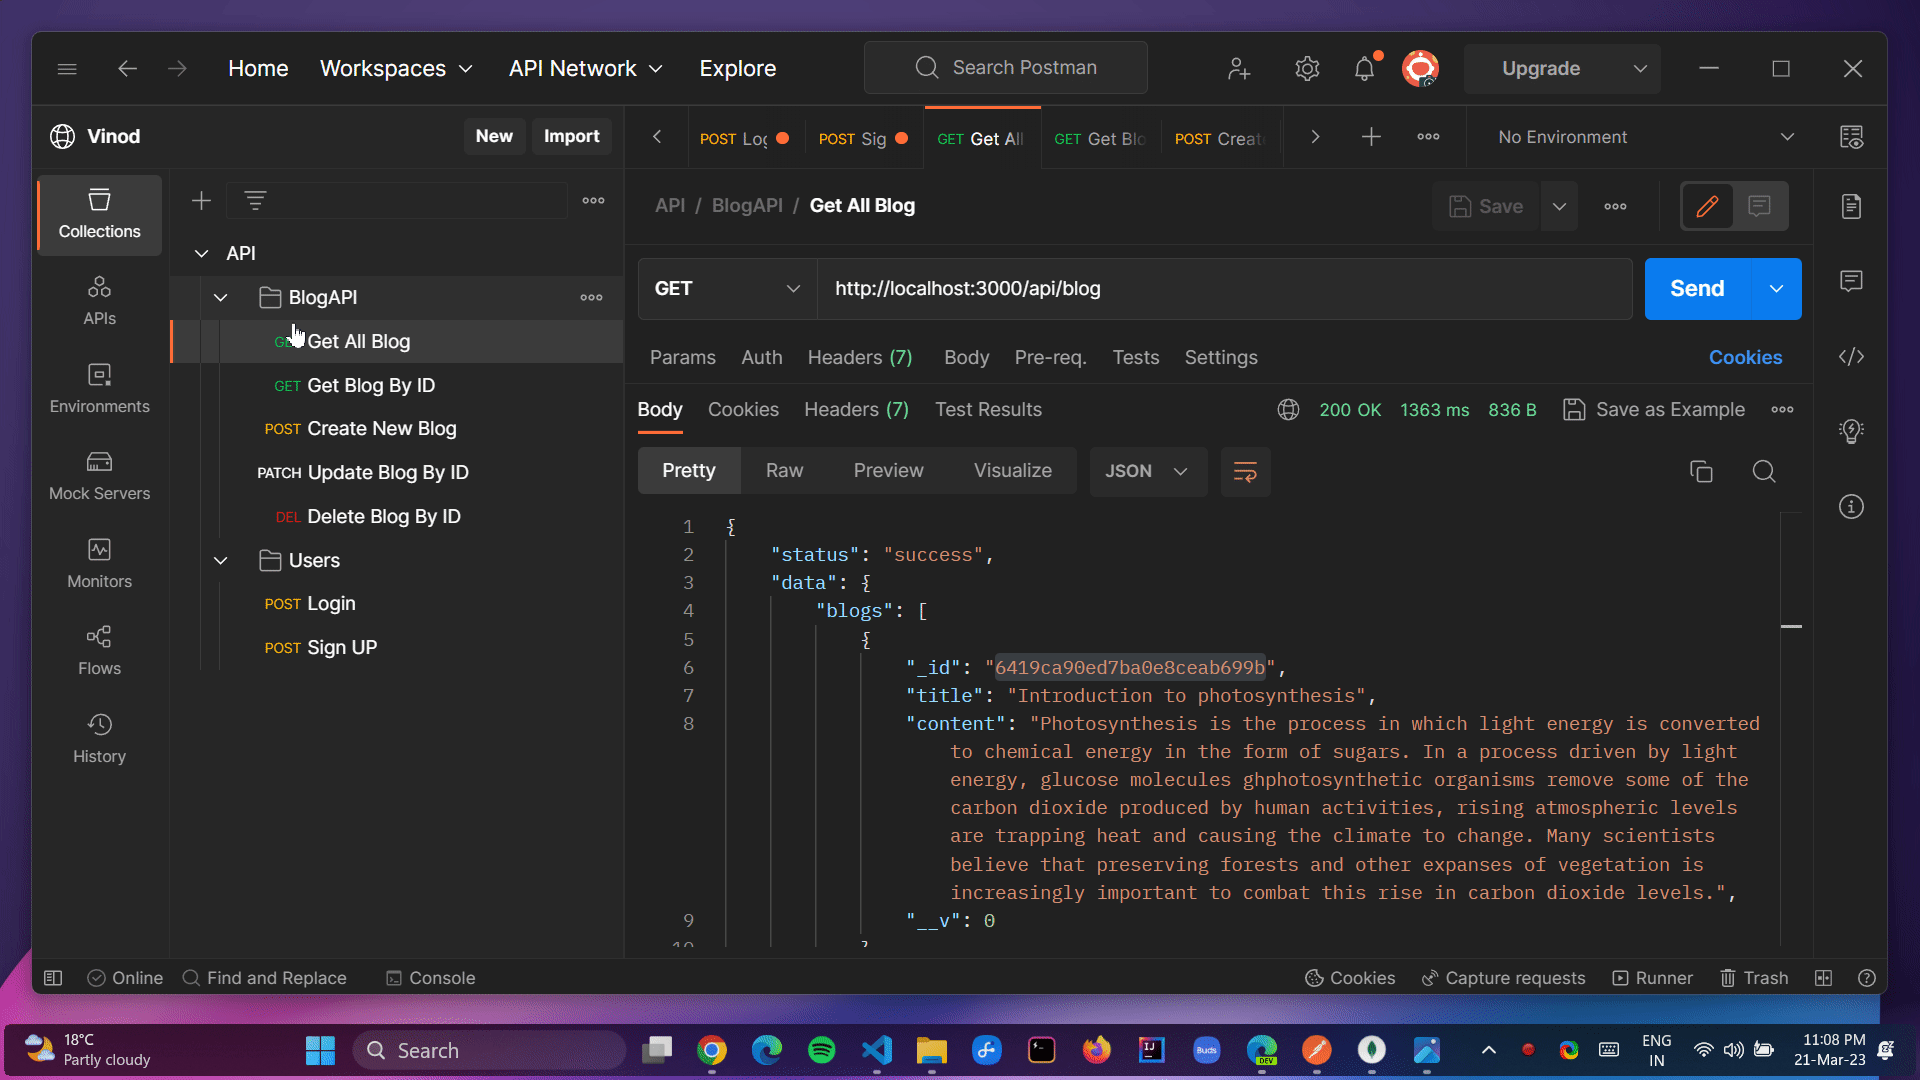 Home Workspaces API Network Explore Search Postman Upgrade
Vinod New Import
POST Log POST Sig GET Get All GET Get Blo POST Create No Environment
Collections
APIs
Environments
Mock Servers
Monitors
Flows
History
API
BlogAPI
Get All Blog
GET Get Blog By ID
POST Create New Blog
PATCH Update Blog By ID
DEL Delete Blog By ID
Users
POST Login
POST Sign UP
API / BlogAPI / Get All Blog Save
GET http://localhost:3000/api/blog Send
Params Auth Headers (7) Body Pre-req. Tests Settings Cookies
Body Cookies Headers (7) Test Results 200 OK 1363 ms 836 B Save as Example
Pretty Raw Preview Visualize JSON
1 {
2 "status": "success",
3 "data": {
4 "blogs": [
5 {
6 "_id": "6419ca90ed7ba0e8ceab699b",
7 "title": "Introduction to photosynthesis",
8 "content": "Photosynthesis is the process in which light energy is converted
to chemical energy in the form of sugars. In a process driven by light
energy, glucose molecules ghphotosynthetic organisms remove some of the
carbon dioxide produced by human activities, rising atmospheric levels
are trapping heat and causing the climate to change. Many scientists
believe that preserving forests and other expanses of vegetation is
increasingly important to combat this rise in carbon dioxide levels.",
9 "__v": 0
Online Find and Replace Console Cookies Capture requests Runner Trash
18°C
Partly cloudy
Search
Buds
DEV
IJ
ENG
IN
11:08 PM
21-Mar-23